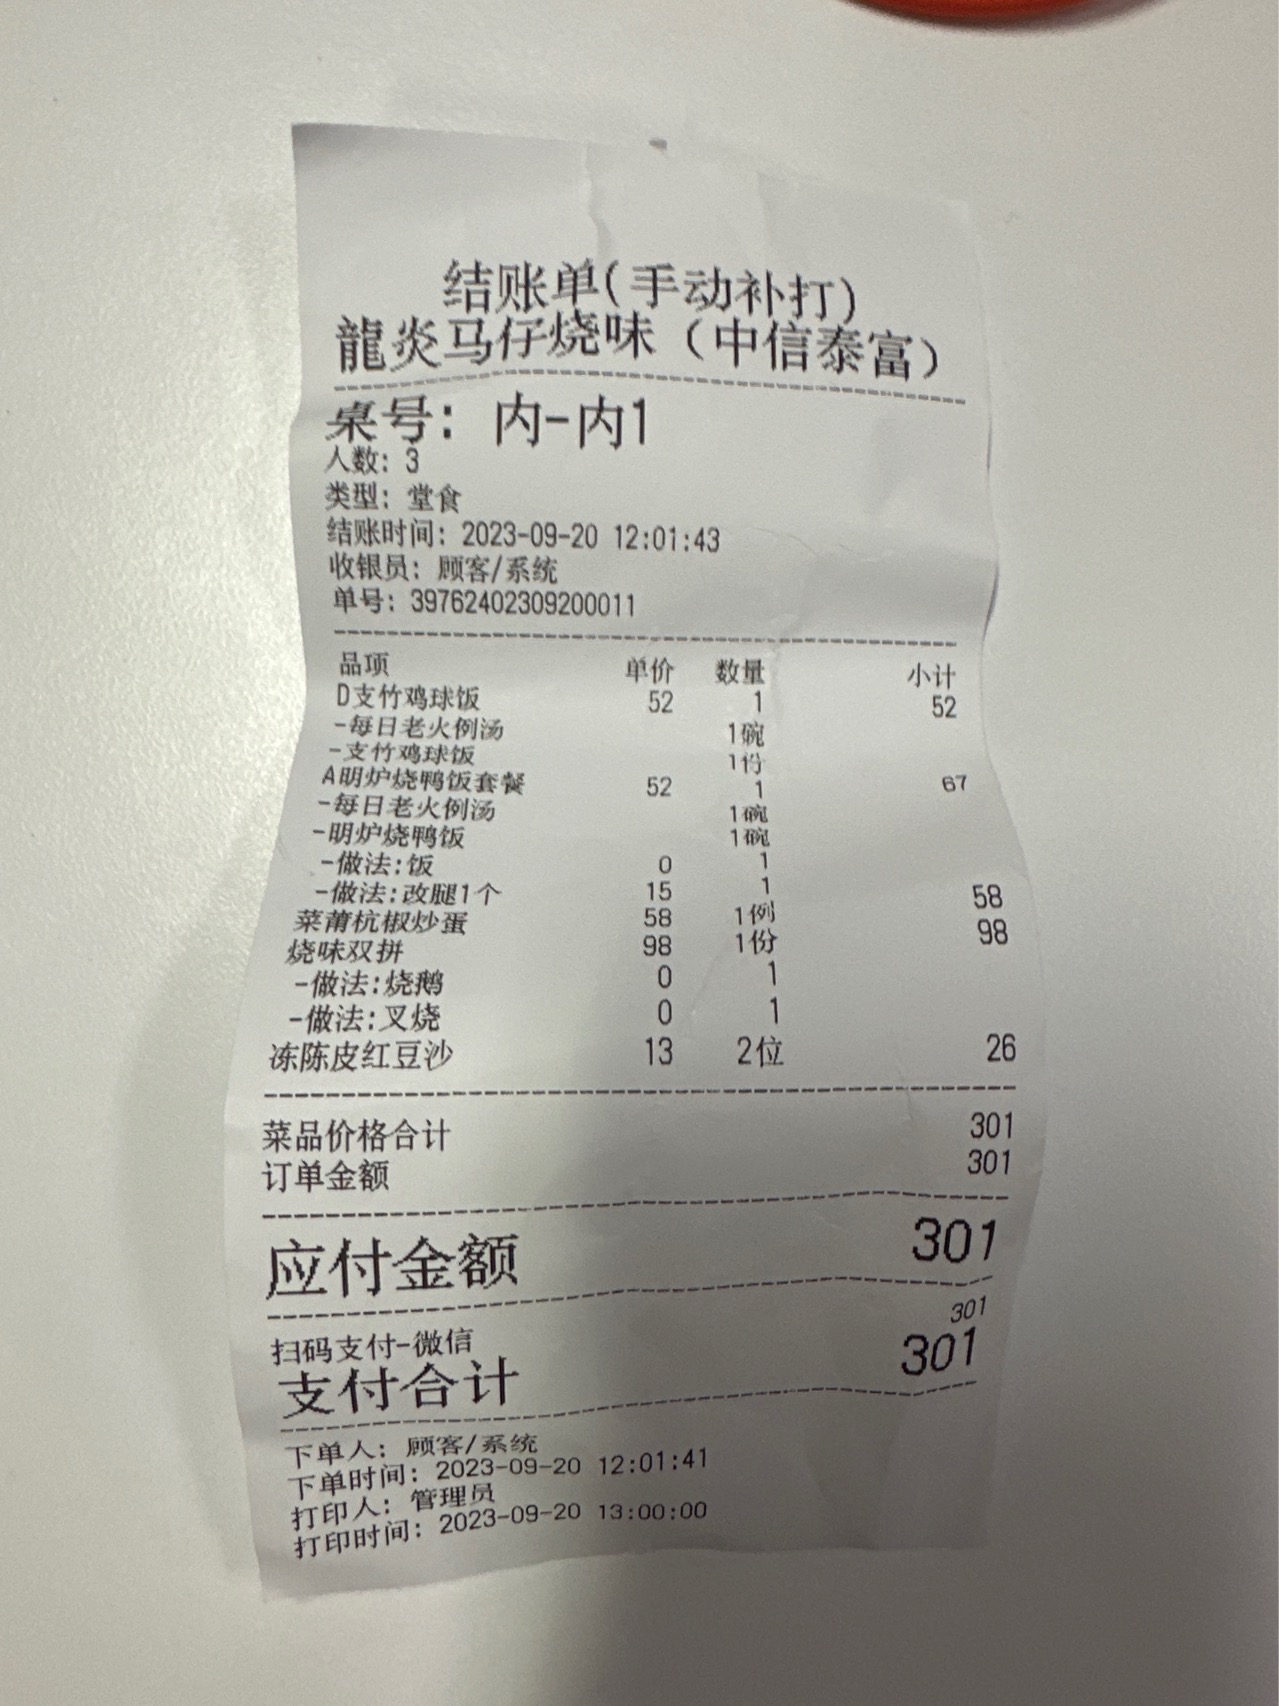 结账单(手动补打)
龍炎马仔烧味（中信泰富）
桌号：内-内1
人数：3
类型：堂食
结账时间：2023-09-20 12:01:43
收银员：顾客/系统
单号：39762402309200011
品项 单价 数量 小计
D支竹鸡球饭 52 1 52
-每日老火例汤 1碗
-支竹鸡球饭 1份
A明炉烧鸭饭套餐 52 1 67
-每日老火例汤 1碗
-明炉烧鸭饭 1碗
-做法:饭 0 1
-做法:改腿1个 15 1
菜莆杭椒炒蛋 58 1例 58
烧味双拼 98 1份 98
-做法:烧鹅 0 1
-做法:叉烧 0 1
冻陈皮红豆沙 13 2位 26
菜品价格合计 301
订单金额 301
应付金额 301
扫码支付-微信 301
支付合计 301
下单人：顾客/系统
下单时间：2023-09-20 12:01:41
打印人：管理员
打印时间：2023-09-20 13:00:00